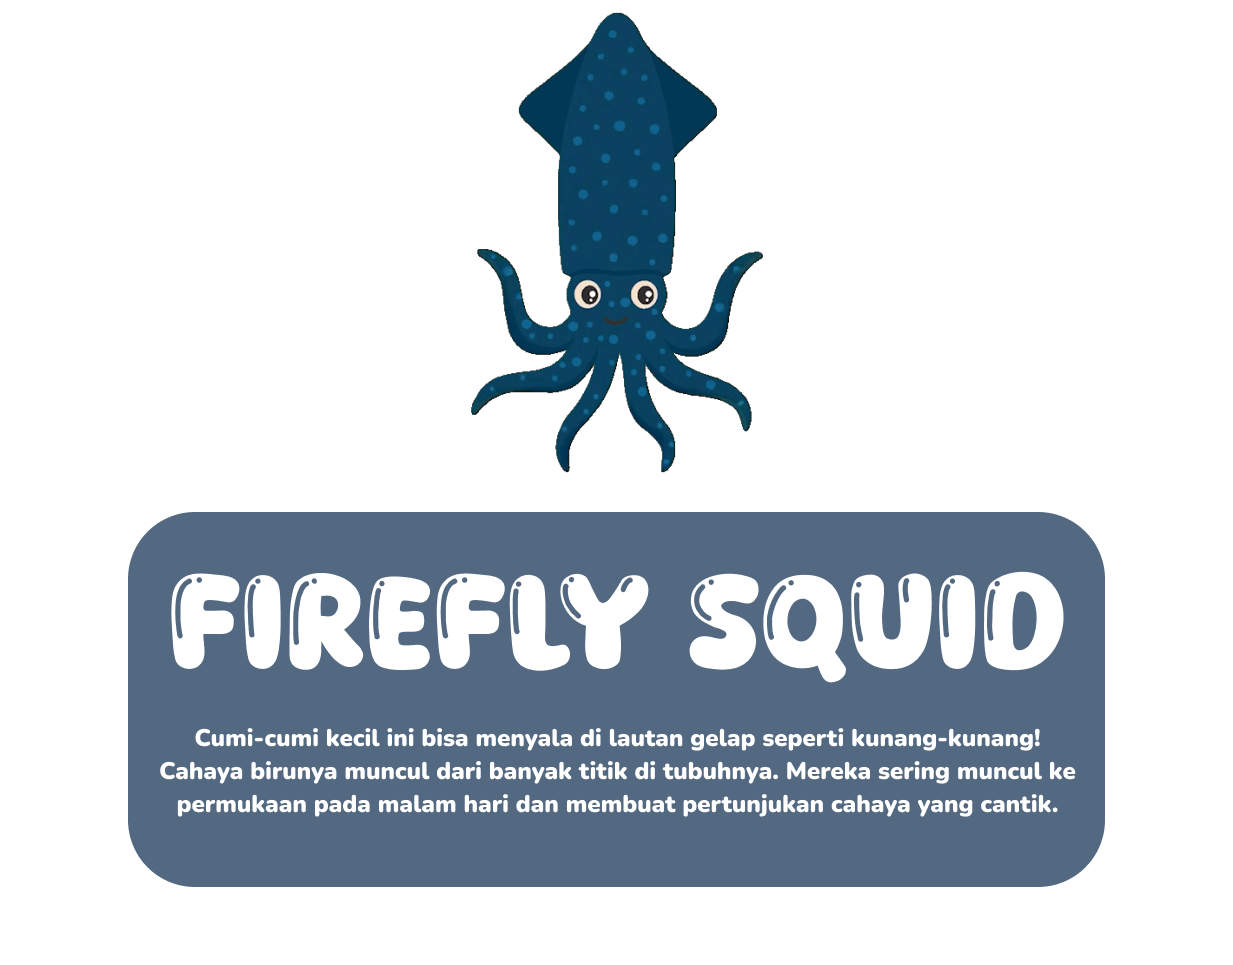 FIREFLY SQUID
Cumi-cumi kecil ini bisa menyala di lautan gelap seperti kunang-kunang!
Cahaya birunya muncul dari banyak titik di tubuhnya. Mereka sering muncul ke
permukaan pada malam hari dan membuat pertunjukan cahaya yang cantik.